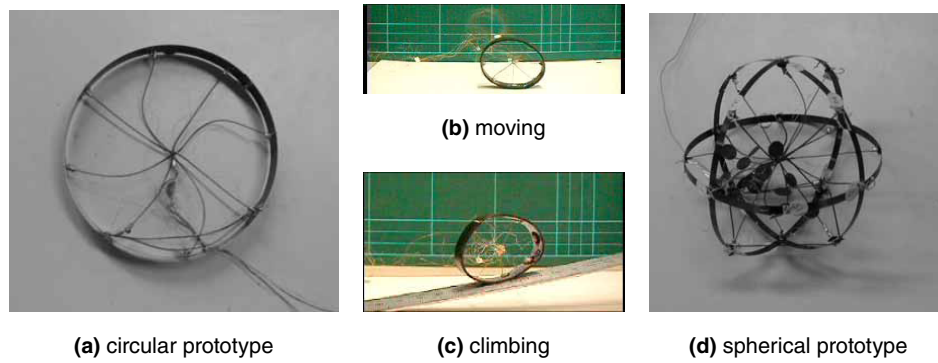 (b) moving
(a) circular prototype
(c) climbing
(d) spherical prototype